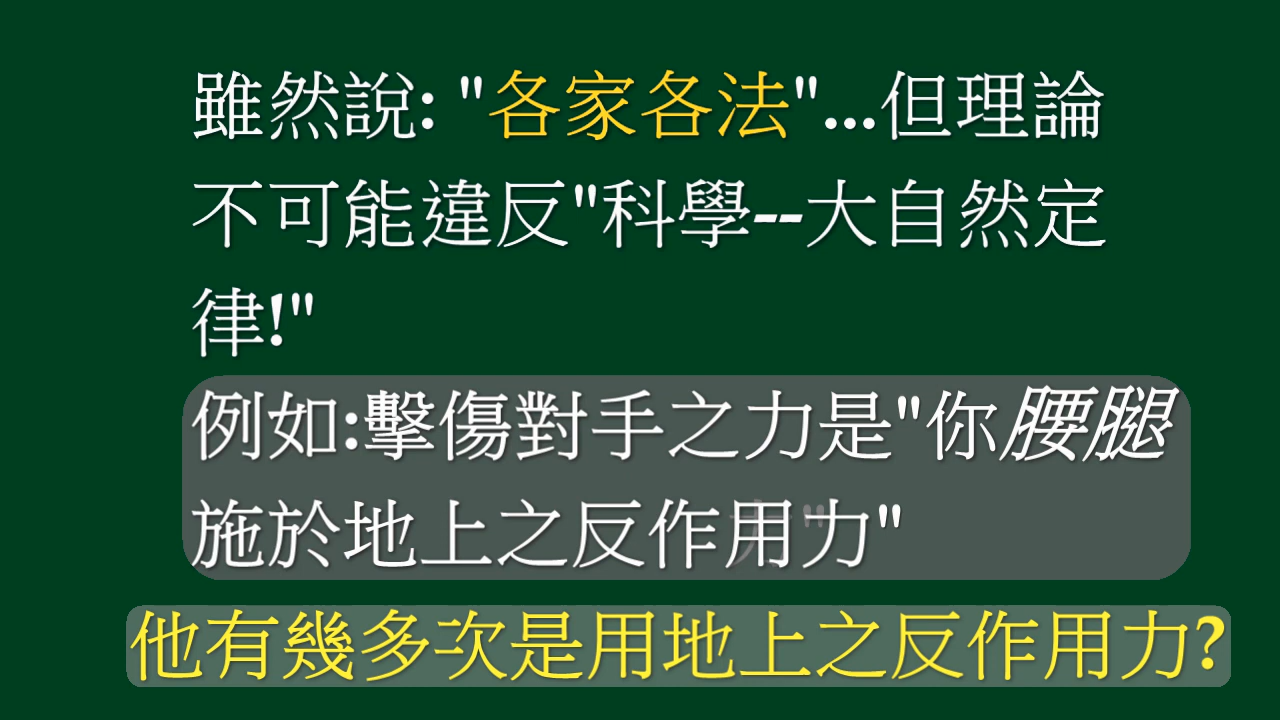 雖然說: "各家各法"...但理論
不可能違反"科學--大自然定
律!"
例如:擊傷對手之力是"你腰腿
施於地上之反作用力"
他有幾多次是用地上之反作用力?